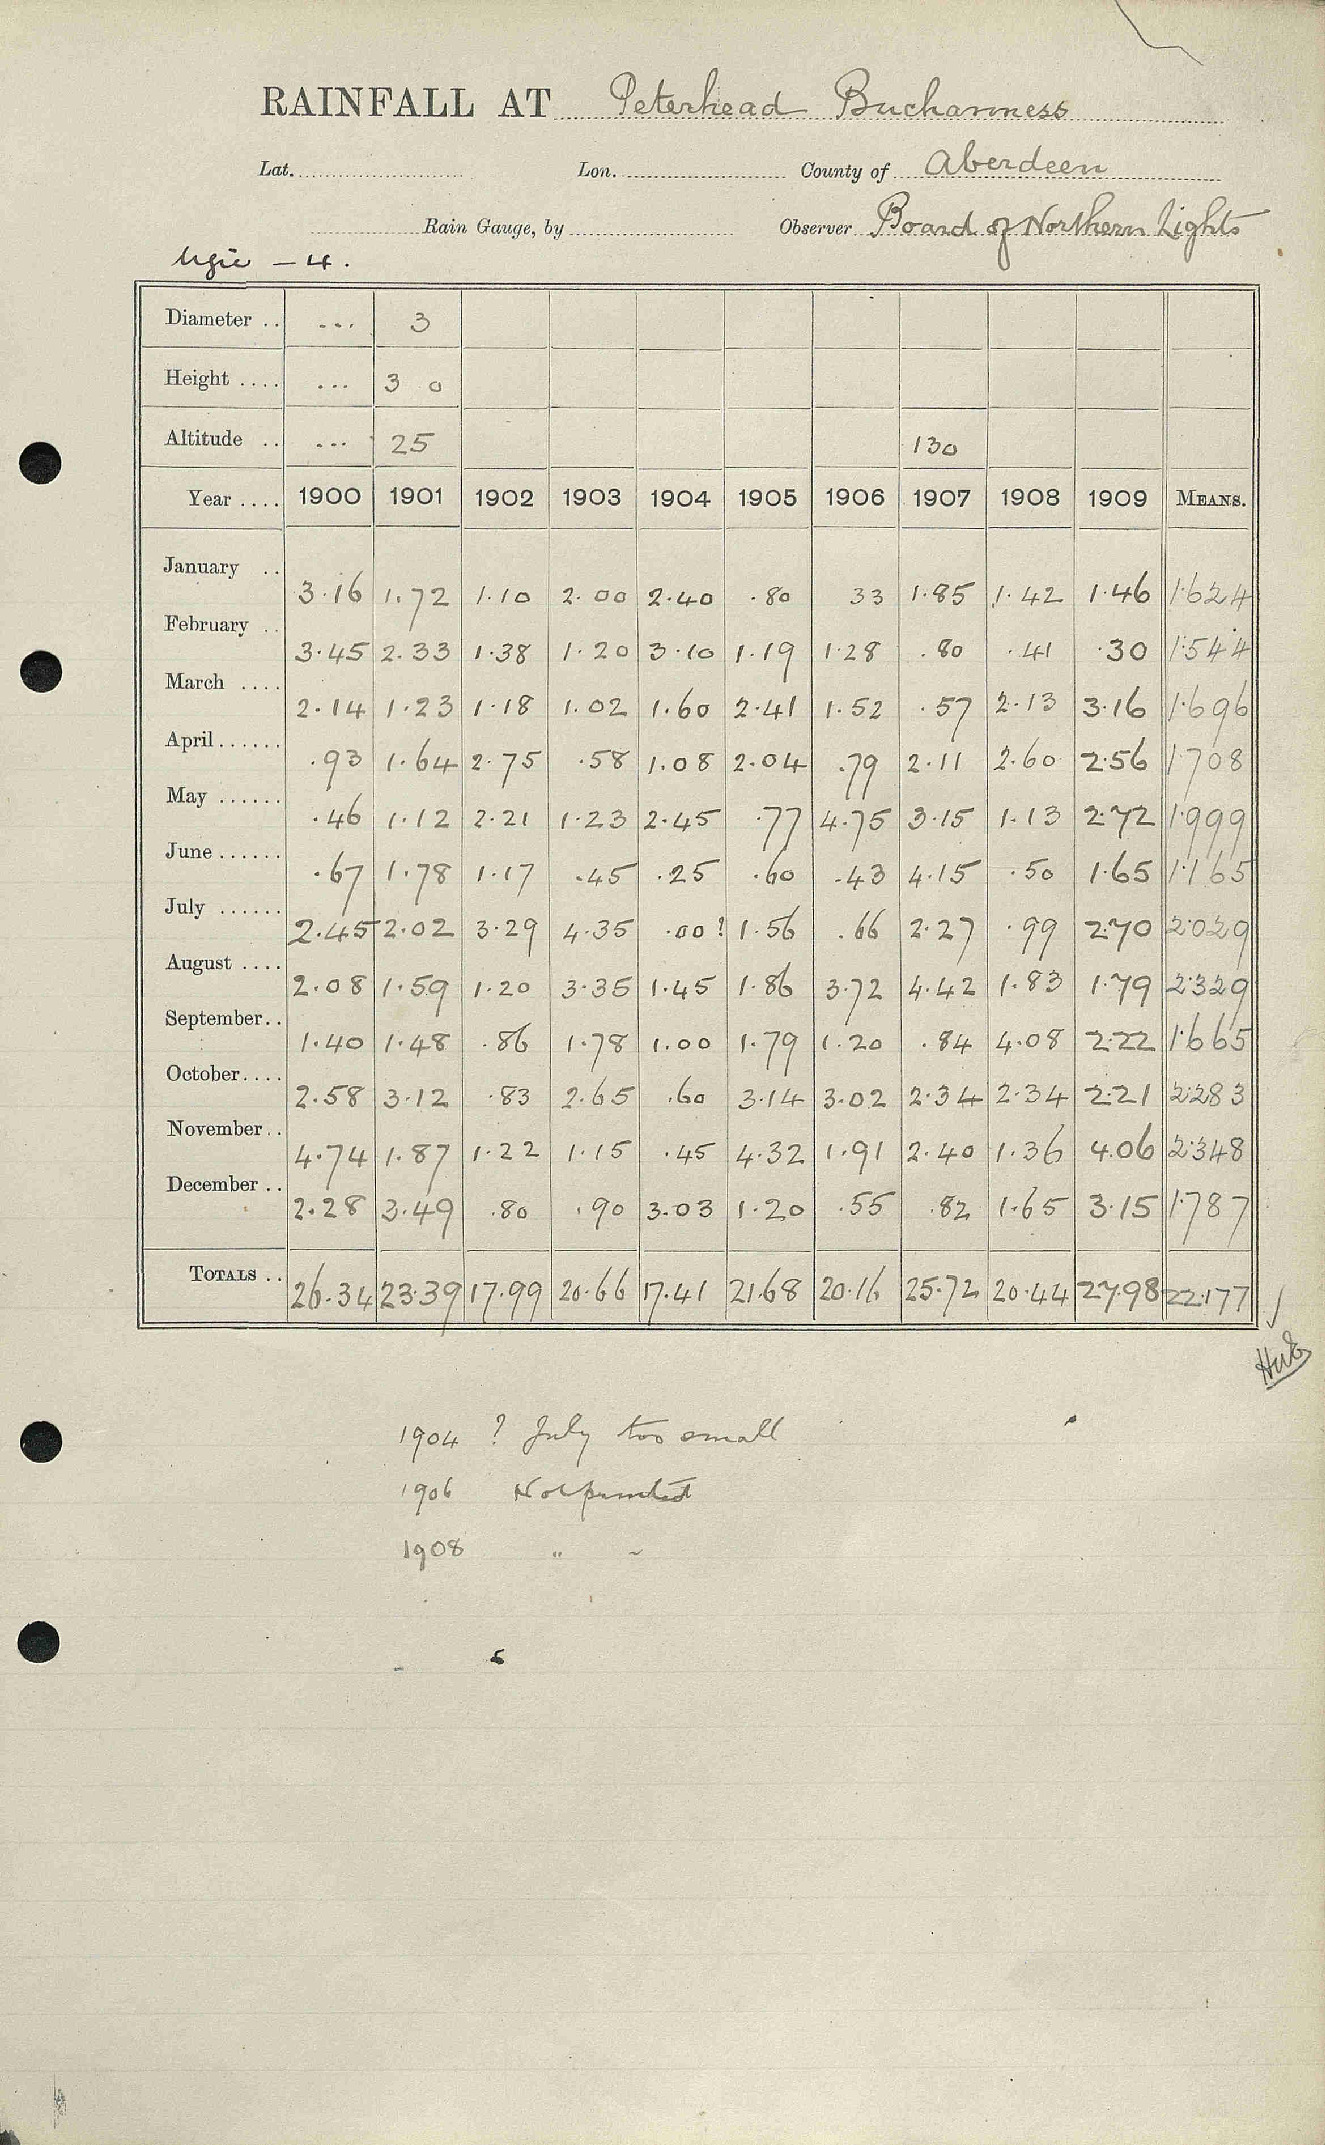 RAINFALL AT Peterhead Buchanness
Lat. Lon. County of Aberdeen
Rain Gauge, by Observer Board of Northern Lights
Ugie - 4.
Diameter .. ... 3
Height .... ... 3 0
Altitude .. ... 25 130
Year .... 1900 1901 1902 1903 1904 1905 1906 1907 1908 1909 MEANS.
January .. 3.16 1.72 1.10 2.00 2.40 .80 33 1.85 1.42 1.46 1.624
February .. 3.45 2.33 1.38 1.20 3.10 1.19 1.28 .80 .41 .30 1.544
March .... 2.14 1.23 1.18 1.02 1.60 2.41 1.52 .57 2.13 3.16 1.696
April ...... .93 1.64 2.75 .58 1.08 2.04 .79 2.11 2.60 2.56 1.708
May ...... .46 1.12 2.21 1.23 2.45 .77 4.75 3.15 1.13 2.72 1.999
June ...... .67 1.78 1.17 .45 .25 .60 .43 4.15 .50 1.65 1.165
July ...... 2.45 2.02 3.29 4.35 .00? 1.56 .66 2.27 .99 2.70 2.029
August .... 2.08 1.59 1.20 3.35 1.45 1.86 3.72 4.42 1.83 1.79 2.329
September.. 1.40 1.48 .86 1.78 1.00 1.79 1.20 .84 4.08 2.22 1.665
October.... 2.58 3.12 .83 2.65 .60 3.14 3.02 2.34 2.34 2.21 2.283
November.. 4.74 1.87 1.22 1.15 .45 4.32 1.91 2.40 1.36 4.06 2.348
December .. 2.28 3.49 .80 .90 3.03 1.20 .55 .82 1.65 3.15 1.787
TOTALS .. 26.34 23.39 17.99 20.66 17.41 21.68 20.16 25.72 20.44 27.98 22.177
1904 ? July too small
1906 Not printed
1908 " "